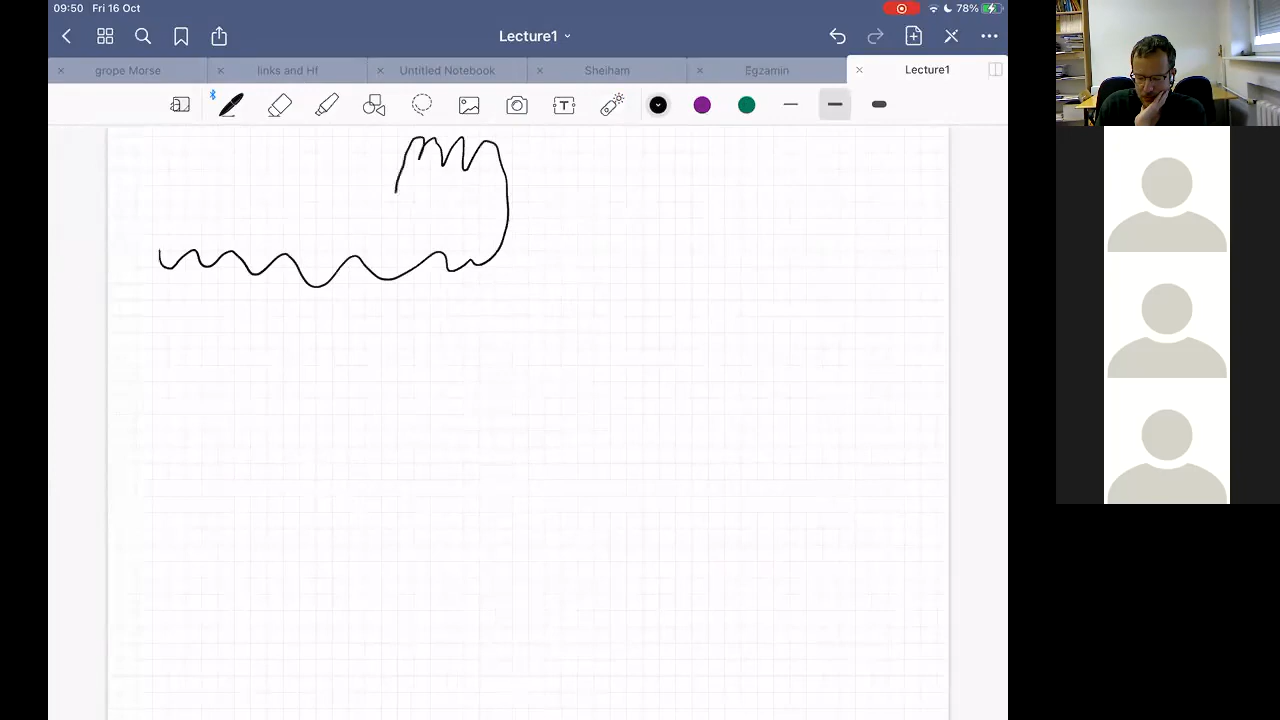 09:50 Fri 16 Oct 78%
Lecture1
grope Morse links and Hf Untitled Notebook Sheiham Egzamin Lecture1
T